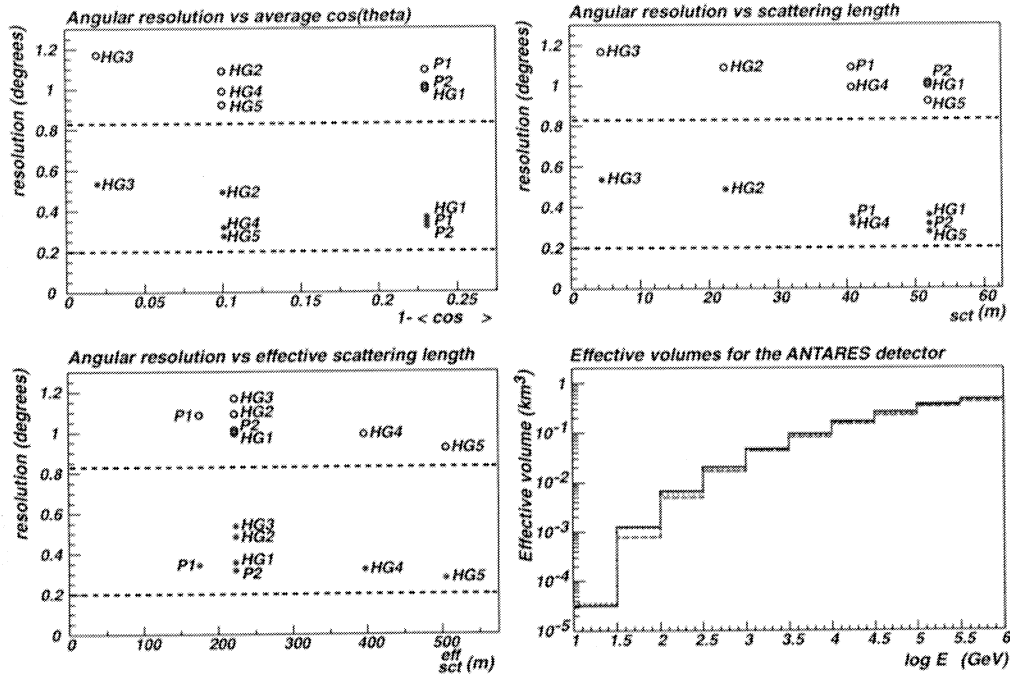 Angular resolution vs average cos(theta)
resolution (degrees)
1.2
1
0.8
0.6
0.4
0.2
0
HG3
HG2
HG4
HG5
P1
P2
HG1
HG3
HG2
HG4
HG5
HG1
P1
P2
0 0.05 0.1 0.15 0.2 0.25
1- < cos >
Angular resolution vs scattering length
resolution (degrees)
1.2
1
0.8
0.6
0.4
0.2
0
HG3
HG2
P1
HG4
P2
HG1
HG5
HG3
HG2
P1
HG4
HG1
P2
HG5
0 10 20 30 40 50 60
sct (m)
Angular resolution vs effective scattering length
resolution (degrees)
1.2
1
0.8
0.6
0.4
0.2
0
P1
HG3
HG2
P2
HG1
HG4
HG5
HG3
HG2
P1
HG1
P2
HG4
HG5
0 100 200 300 400 500
eff
sct (m)
Effective volumes for the ANTARES detector
Effective volume (km³)
1
10⁻¹
10⁻²
10⁻³
10⁻⁴
10⁻⁵
1 1.5 2 2.5 3 3.5 4 4.5 5 5.5 6
log E (GeV)